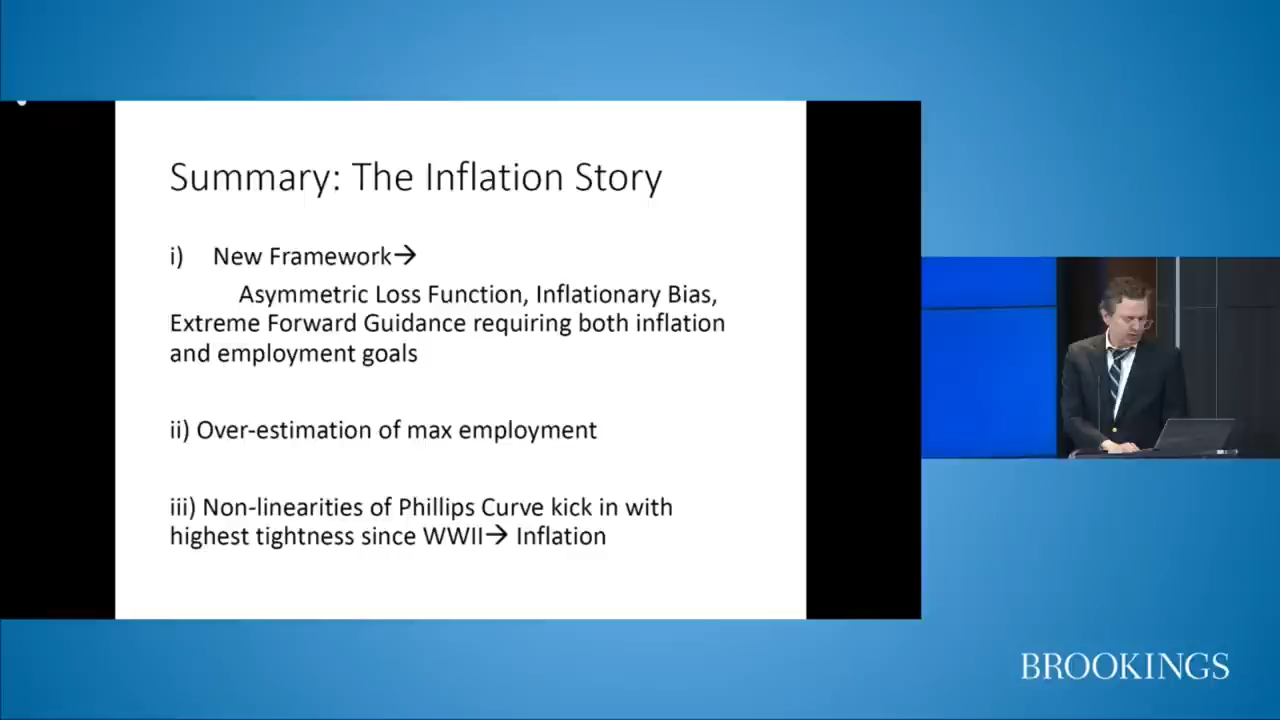 Summary: The Inflation Story
i) New Framework→
Asymmetric Loss Function, Inflationary Bias,
Extreme Forward Guidance requiring both inflation
and employment goals
ii) Over-estimation of max employment
iii) Non-linearities of Phillips Curve kick in with
highest tightness since WWII→ Inflation
BROOKINGS